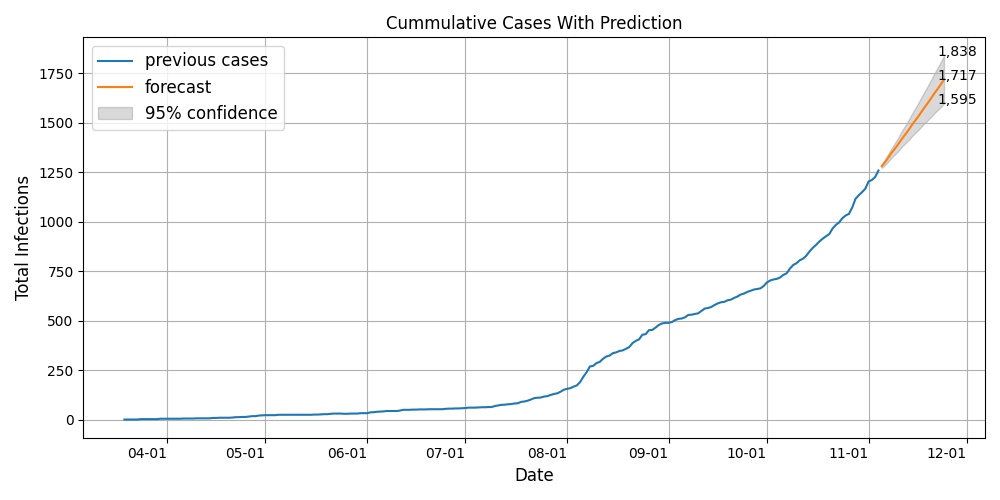 Cummulative Cases With Prediction
previous cases
forecast
95% confidence
1,838
1,717
1,595
Total Infections
1750
1500
1250
1000
750
500
250
0
04-01 05-01 06-01 07-01 08-01 09-01 10-01 11-01 12-01
Date